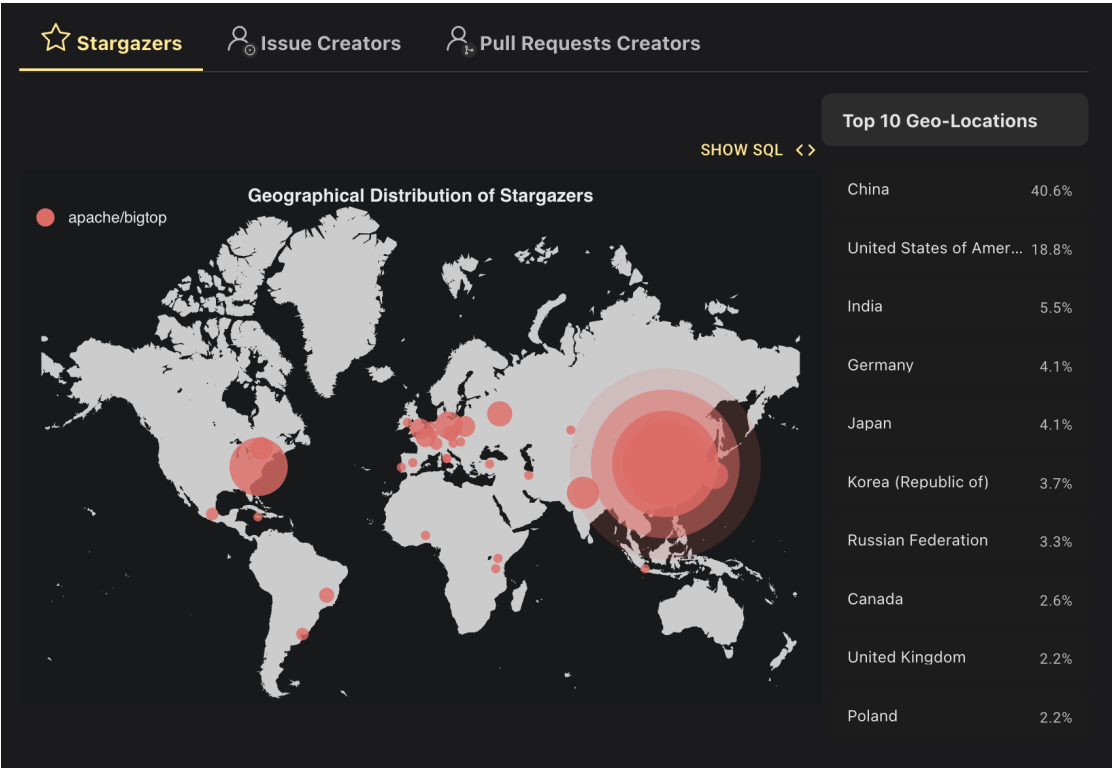 Stargazers
Issue Creators
Pull Requests Creators
Top 10 Geo-Locations
SHOW SQL <>
Geographical Distribution of Stargazers
apache/bigtop
China 40.6%
United States of Amer... 18.8%
India 5.5%
Germany 4.1%
Japan 4.1%
Korea (Republic of) 3.7%
Russian Federation 3.3%
Canada 2.6%
United Kingdom 2.2%
Poland 2.2%